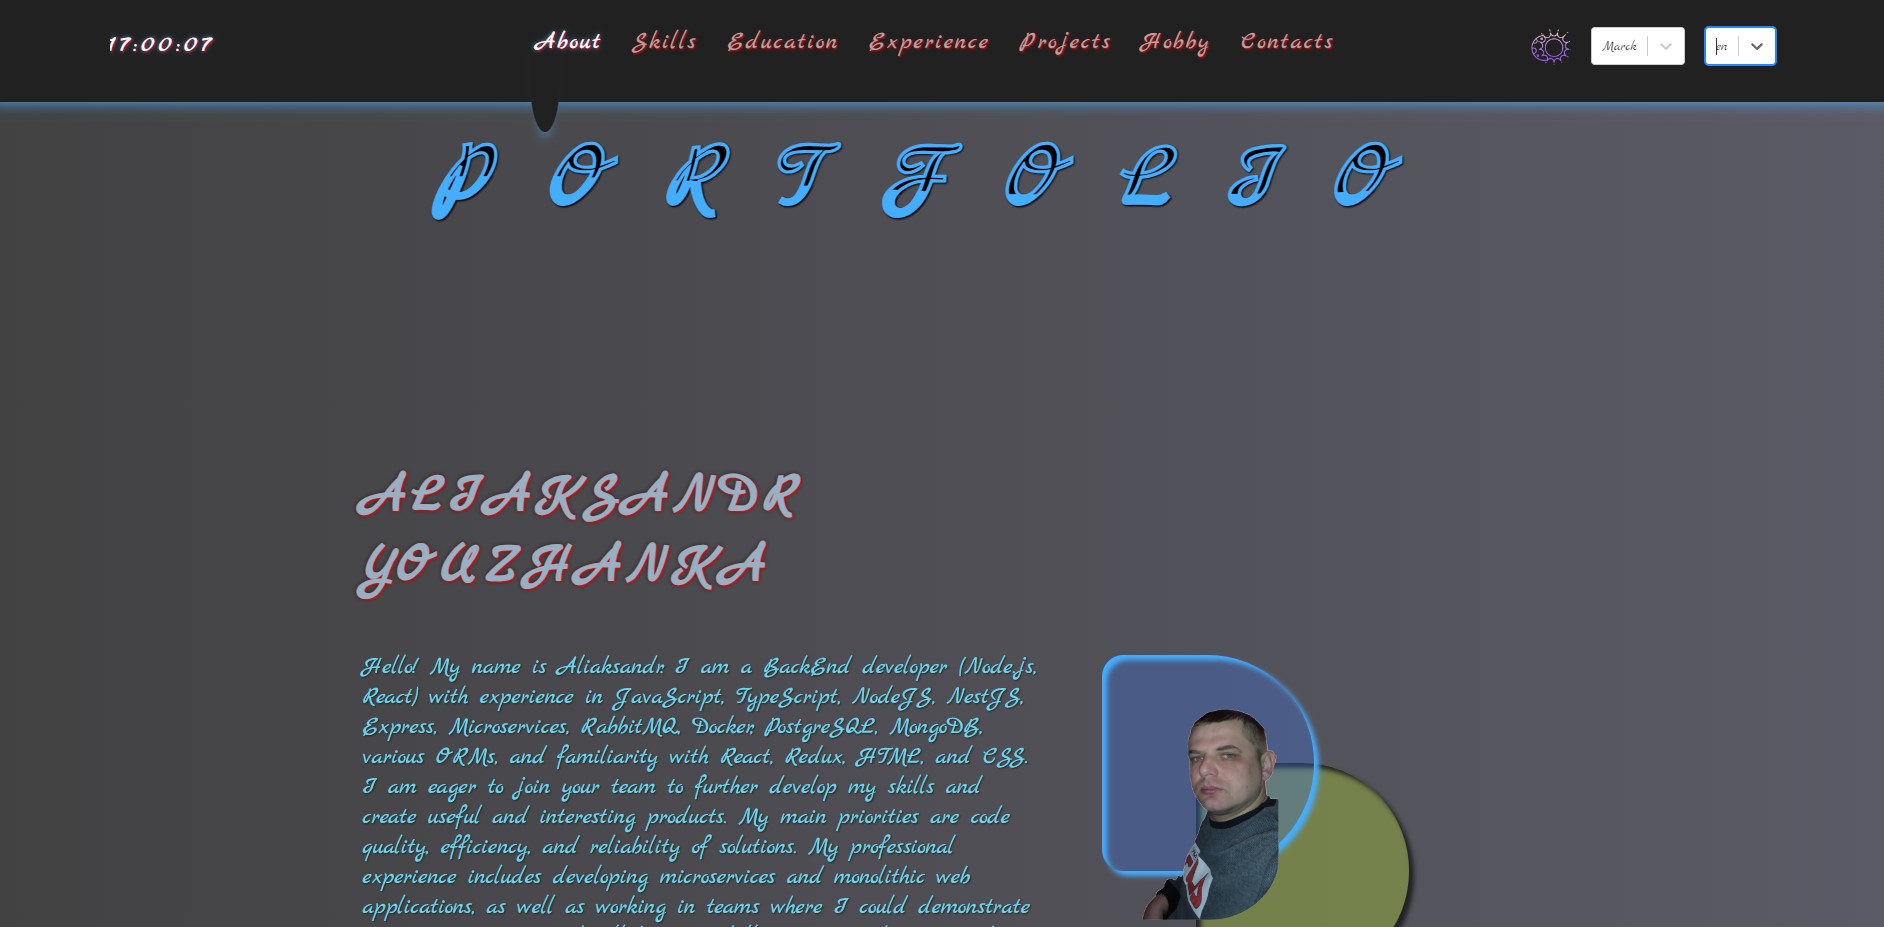 17:00:07
About Skills Education Experience Projects Hobby Contacts
Marck
en
PORTFOLIO
ALIAKSANDR
YOUZHANKA
Hello! My name is Aliaksandr. I am a BackEnd developer (Node.js,
React) with experience in JavaScript, TypeScript, NodeJS, NestJS,
Express, Microservices, RabbitMQ, Docker, PostgreSQL, MongoDB,
various ORMs, and familiarity with React, Redux, HTML, and CSS.
I am eager to join your team to further develop my skills and
create useful and interesting products. My main priorities are code
quality, efficiency, and reliability of solutions. My professional
experience includes developing microservices and monolithic web
applications, as well as working in teams where I could demonstrate